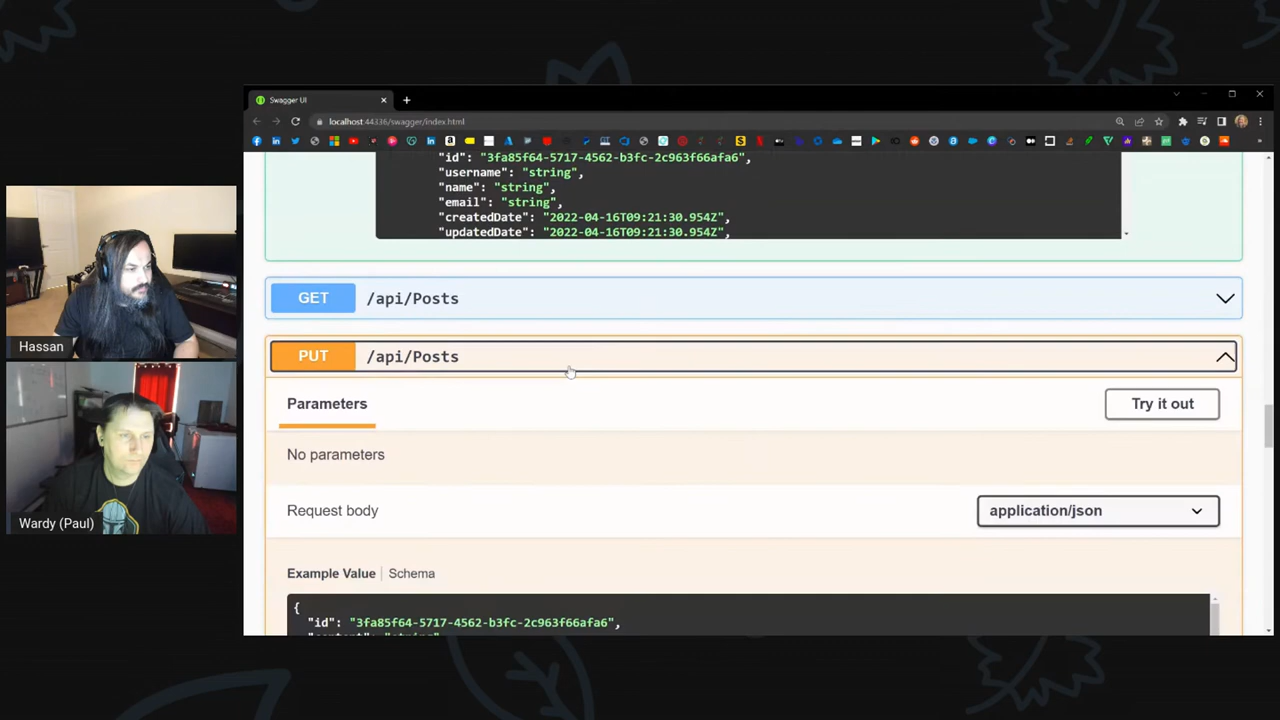 Swagger UI
localhost:44336/swagger/index.html
"id": "3fa85f64-5717-4562-b3fc-2c963f66afa6",
"username": "string",
"name": "string",
"email": "string",
"createdDate": "2022-04-16T09:21:30.954Z",
"updatedDate": "2022-04-16T09:21:30.954Z",
GET /api/Posts
PUT /api/Posts
Parameters
Try it out
No parameters
Request body
application/json
Example Value
Schema
{
"id": "3fa85f64-5717-4562-b3fc-2c963f66afa6",
Hassan
Wardy (Paul)